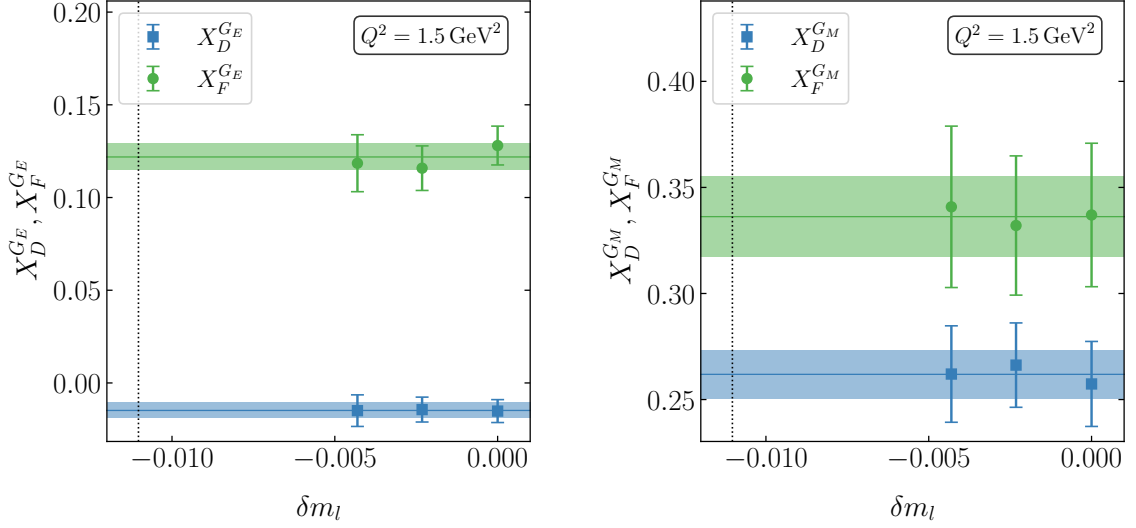 X_D^{G_E}
X_F^{G_E}
Q^2 = 1.5 GeV^2
0.20
0.15
0.10
0.05
0.00
X_D^{G_E}, X_F^{G_E}
−0.010
−0.005
0.000
δm_l
X_D^{G_M}
X_F^{G_M}
Q^2 = 1.5 GeV^2
0.40
0.35
0.30
0.25
X_D^{G_M}, X_F^{G_M}
−0.010
−0.005
0.000
δm_l